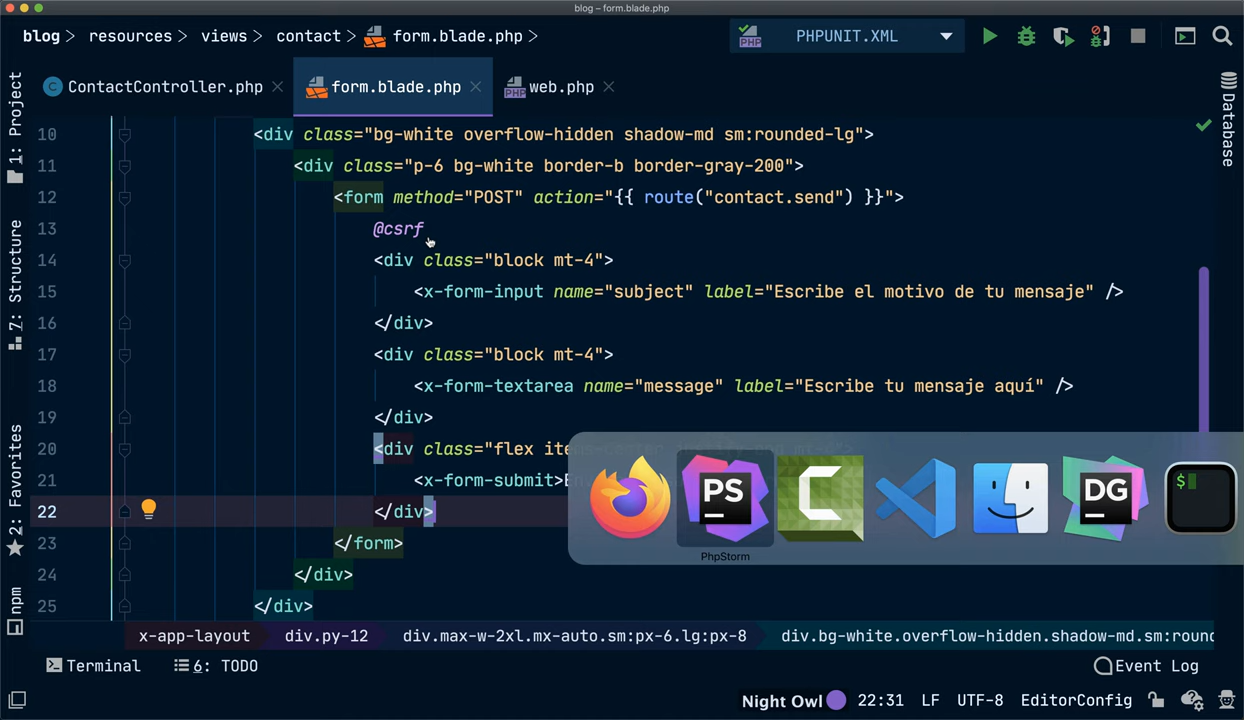 blog – form.blade.php
blog > resources > views > contact > form.blade.php >
PHPUNIT.XML
ContactController.php
form.blade.php
web.php
1: Project
7: Structure
2: Favorites
npm
Database
10 <div class="bg-white overflow-hidden shadow-md sm:rounded-lg">
11 <div class="p-6 bg-white border-b border-gray-200">
12 <form method="POST" action="{{ route("contact.send") }}">
13 @csrf
14 <div class="block mt-4">
15 <x-form-input name="subject" label="Escribe el motivo de tu mensaje" />
16 </div>
17 <div class="block mt-4">
18 <x-form-textarea name="message" label="Escribe tu mensaje aquí" />
19 </div>
20 <div class="flex
21 <x-form-submit>
22 </div>
23 </form>
24 </div>
25 </div>
PS
C
DG
$
PhpStorm
x-app-layout
div.py-12
div.max-w-2xl.mx-auto.sm:px-6.lg:px-8
div.bg-white.overflow-hidden.shadow-md.sm:round
Terminal
6: TODO
Event Log
Night Owl
22:31
LF
UTF-8
EditorConfig